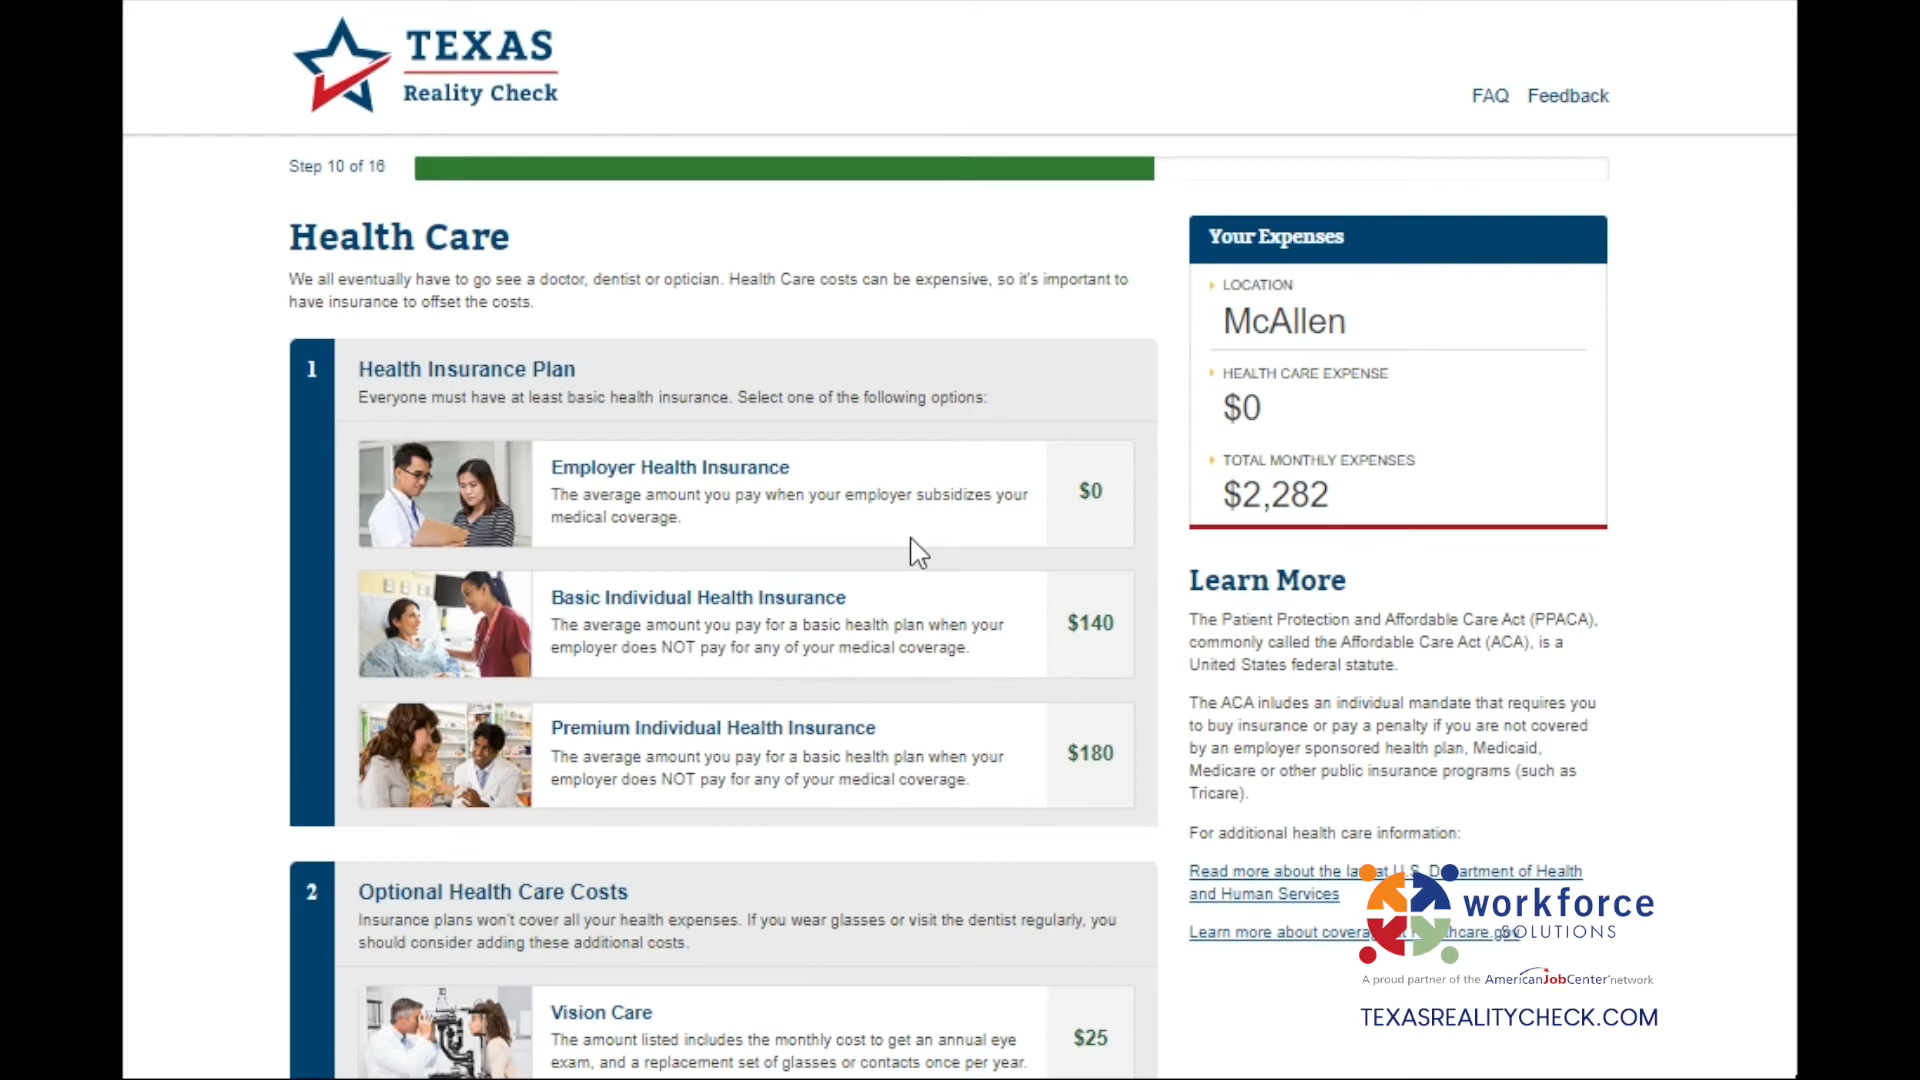 TEXAS
Reality Check
FAQ Feedback
Step 10 of 16
Health Care
We all eventually have to go see a doctor, dentist or optician. Health Care costs can be expensive, so it's important to
have insurance to offset the costs.
1
Health Insurance Plan
Everyone must have at least basic health insurance. Select one of the following options:
Employer Health Insurance
The average amount you pay when your employer subsidizes your
medical coverage.
$0
Basic Individual Health Insurance
The average amount you pay for a basic health plan when your
employer does NOT pay for any of your medical coverage.
$140
Premium Individual Health Insurance
The average amount you pay for a basic health plan when your
employer does NOT pay for any of your medical coverage.
$180
2
Optional Health Care Costs
Insurance plans won't cover all your health expenses. If you wear glasses or visit the dentist regularly, you
should consider adding these additional costs.
Vision Care
The amount listed includes the monthly cost to get an annual eye
exam, and a replacement set of glasses or contacts once per year.
$25
Your Expenses
LOCATION
McAllen
HEALTH CARE EXPENSE
$0
TOTAL MONTHLY EXPENSES
$2,282
Learn More
The Patient Protection and Affordable Care Act (PPACA),
commonly called the Affordable Care Act (ACA), is a
United States federal statute.
The ACA inludes an individual mandate that requires you
to buy insurance or pay a penalty if you are not covered
by an employer sponsored health plan, Medicaid,
Medicare or other public insurance programs (such as
Tricare).
For additional health care information:
Read more about the at U.S. of Health
and Human Services
Learn more about
workforce
SOLUTIONS
A proud partner of the AmericanJobCenter network
TEXASREALITYCHECK.COM